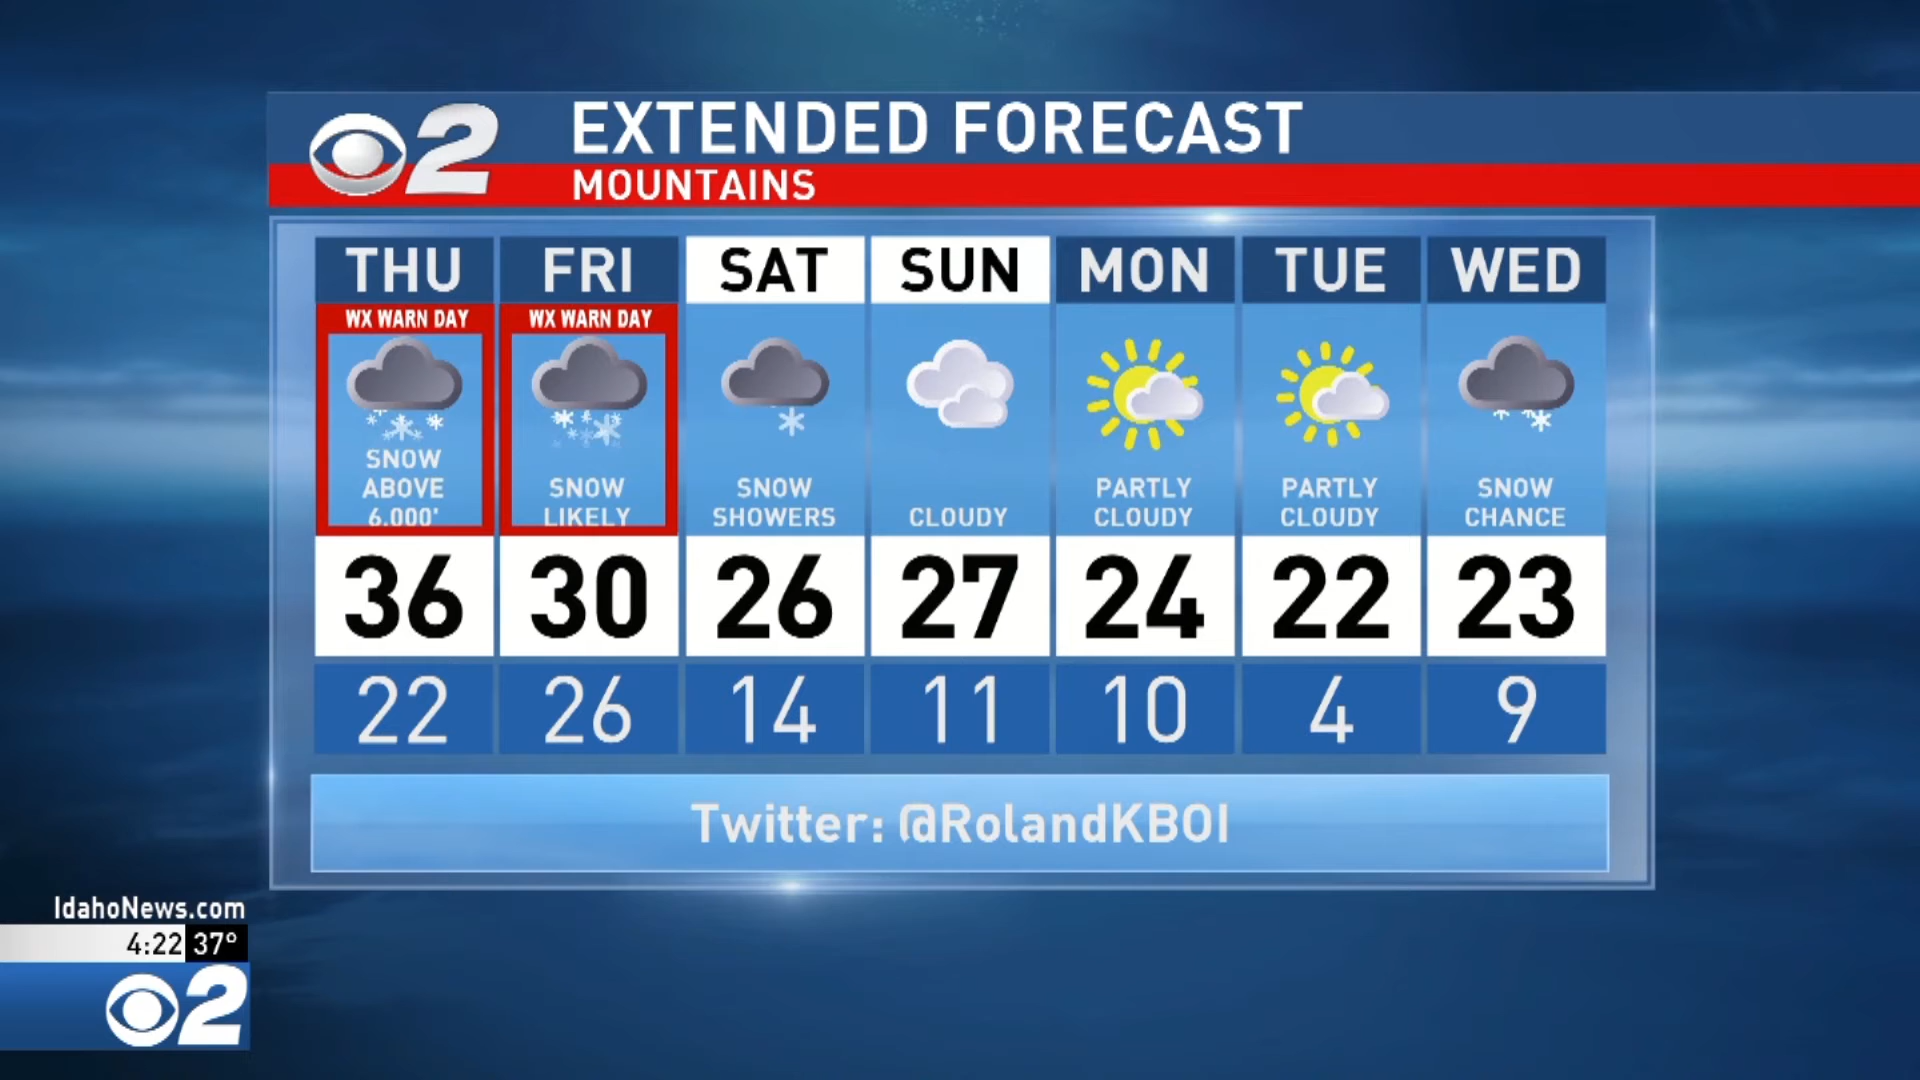 2 EXTENDED FORECAST
MOUNTAINS
THU FRI SAT SUN MON TUE WED
WX WARN DAY WX WARN DAY
SNOW ABOVE 6,000'
SNOW LIKELY
SNOW SHOWERS
CLOUDY
PARTLY CLOUDY
PARTLY CLOUDY
SNOW CHANCE
36 30 26 27 24 22 23
22 26 14 11 10 4 9
Twitter: @RolandKBOI
IdahoNews.com
4:22 37°
2